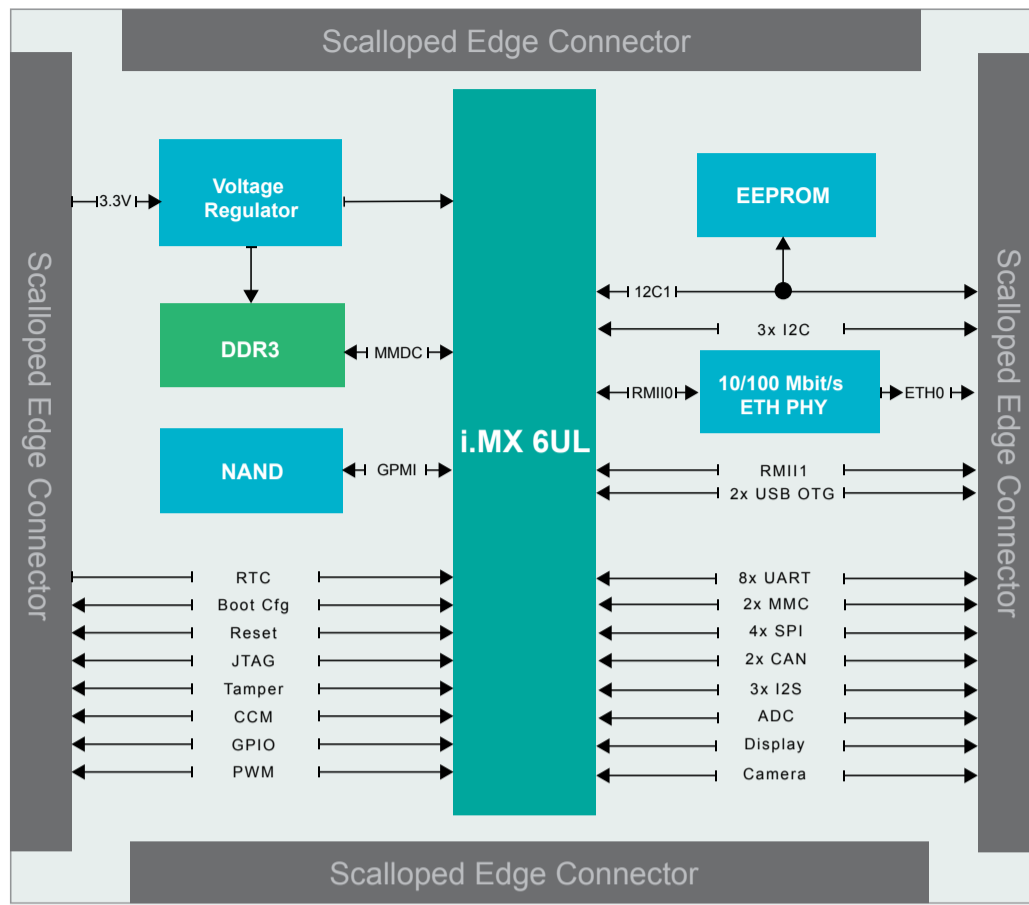 Scalloped Edge Connector
Scalloped Edge Connector
3.3V
Voltage
Regulator
DDR3
MMDC
NAND
GPMI
RTC
Boot Cfg
Reset
JTAG
Tamper
CCM
GPIO
PWM
i.MX 6UL
EEPROM
12C1
3x I2C
RMII0
10/100 Mbit/s
ETH PHY
ETH0
RMII1
2x USB OTG
8x UART
2x MMC
4x SPI
2x CAN
3x I2S
ADC
Display
Camera
Scalloped Edge Connector
Scalloped Edge Connector